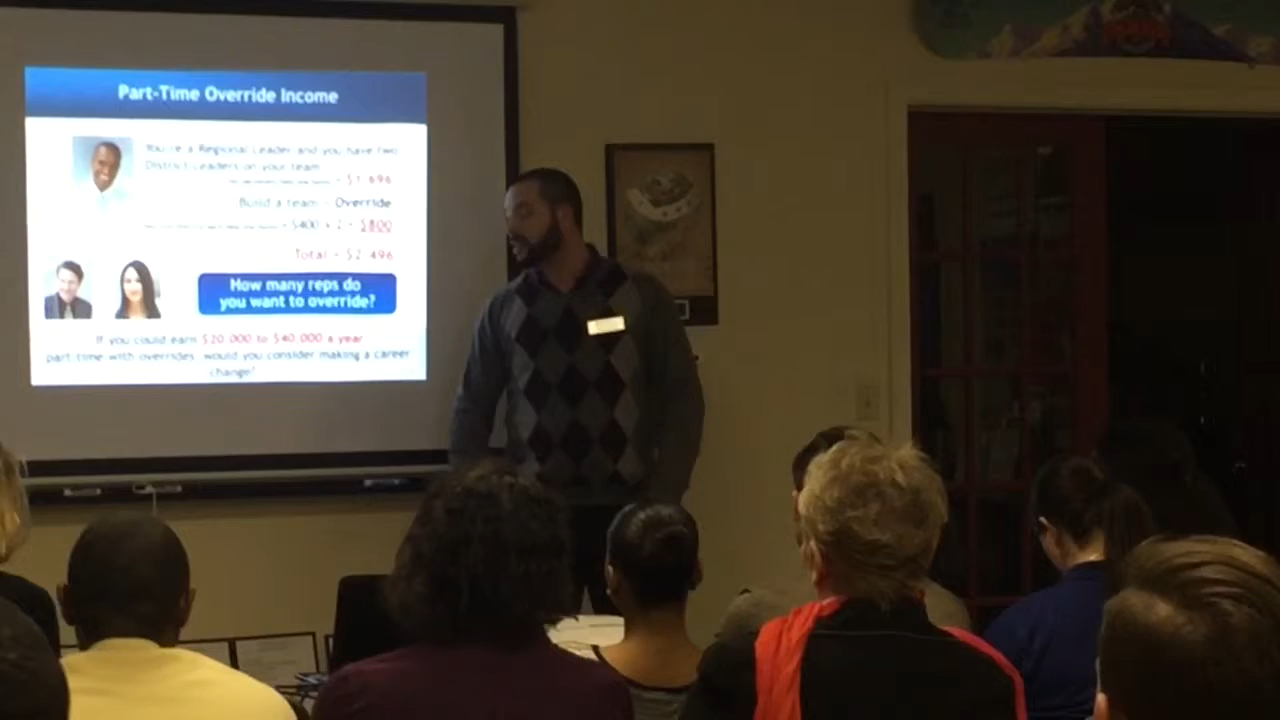 Part-Time Override Income
You're a Regional Leader and you have two
District Leaders on your team
= $1,696
Build a team = Override
= $400 x 2 = $800
Total = $2,496
How many reps do
you want to override?
If you could earn $20,000 to $40,000 a year
part-time with overrides, would you consider making a career
change?